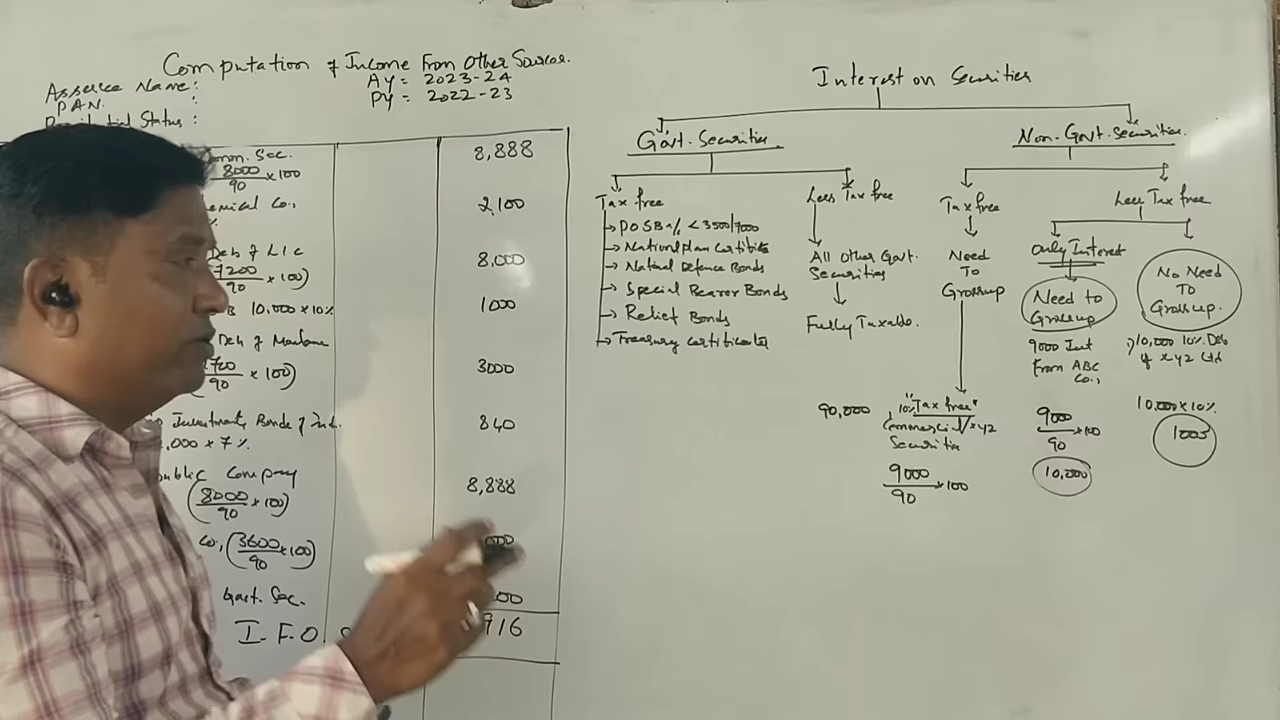 Computation of Income From Other Sources.
Assessee Name:
AY = 2023-24
PAN. :
PY = 2022-23
Status :
Sec.
8000/90 x 100
8,888
Co.,
2,100
Deb of LIC
7200/90 x 100)
8,000
10,000 x 10%
1000
Deb of
/90 x 100)
3000
Investment Bonds of Ind.
,000 x 7%
840
Company
(8000/90 x 100)
8,888
Co., (3600/90 x 100)
000
Govt. Sec.
00
I.F.O.S
916
Interest on Securities
Govt. Securities
Non-Govt. Securities.
Tax free
→ POSB A/c < 3500/7000
→ National plan Certificates
→ National Defence Bonds
→ Special Bearer Bonds
→ Relief Bonds
→ Treasury certificates
Less Tax free
All other Govt.
Securities
Fully Taxable.
Tax free
Need
To
Grossup
90,000, 10% "Tax free"
Commercial/xyz
Securities
9000/90 x 100
Less Tax free
Only Interest
Need to
Grossup
9000 Int
From ABC
Co.,
9000/90 x 100
10,000
No Need
To
Grossup.
10,000 10% Deb
of xyz Ltd
10,000 x 10%
1000